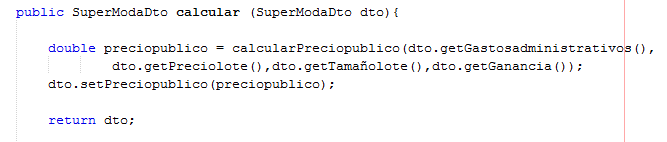 public SuperModaDto calcular (SuperModaDto dto){
double preciopublico = calcularPreciopublico(dto.getGastosadministrativos(),
dto.getPreciolote(),dto.getTamañolote(),dto.getGanancia());
dto.setPreciopublico(preciopublico);
return dto;